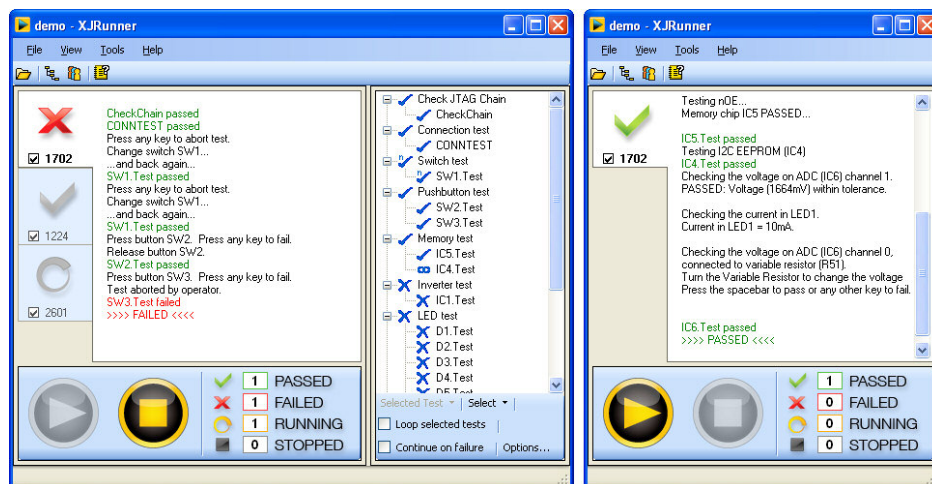 demo - XJRunner
File View Tools Help
1702
1224
2601
CheckChain passed
CONNTEST passed
Press any key to abort test.
Change switch SW1...
...and back again...
SW1.Test passed
Press any key to abort test.
Change switch SW1...
...and back again...
SW1.Test passed
Press button SW2. Press any key to fail.
Release button SW2.
SW2.Test passed
Press button SW3. Press any key to fail.
Test aborted by operator.
SW3.Test failed
>>>> FAILED <<<<
Check JTAG Chain
CheckChain
Connection test
CONNTEST
n Switch test
n SW1.Test
Pushbutton test
SW2.Test
SW3.Test
Memory test
IC5.Test
IC4.Test
Inverter test
IC1.Test
LED test
D1.Test
D2.Test
D3.Test
D4.Test
D5.Test
Selected Test Select
Loop selected tests
Continue on failure Options...
1 PASSED
1 FAILED
1 RUNNING
0 STOPPED
demo - XJRunner
File View Tools Help
1702
Testing nOE...
Memory chip IC5 PASSED...
IC5.Test passed
Testing I2C EEPROM (IC4)
IC4.Test passed
Checking the voltage on ADC (IC6) channel 1.
PASSED: Voltage (1664mV) within tolerance.
Checking the current in LED1.
Current in LED1 = 10mA.
Checking the voltage on ADC (IC6) channel 0,
connected to variable resistor (R51).
Turn the Variable Resistor to change the voltage
Press the spacebar to pass or any other key to fail.
IC6.Test passed
>>>> PASSED <<<<
1 PASSED
0 FAILED
0 RUNNING
0 STOPPED